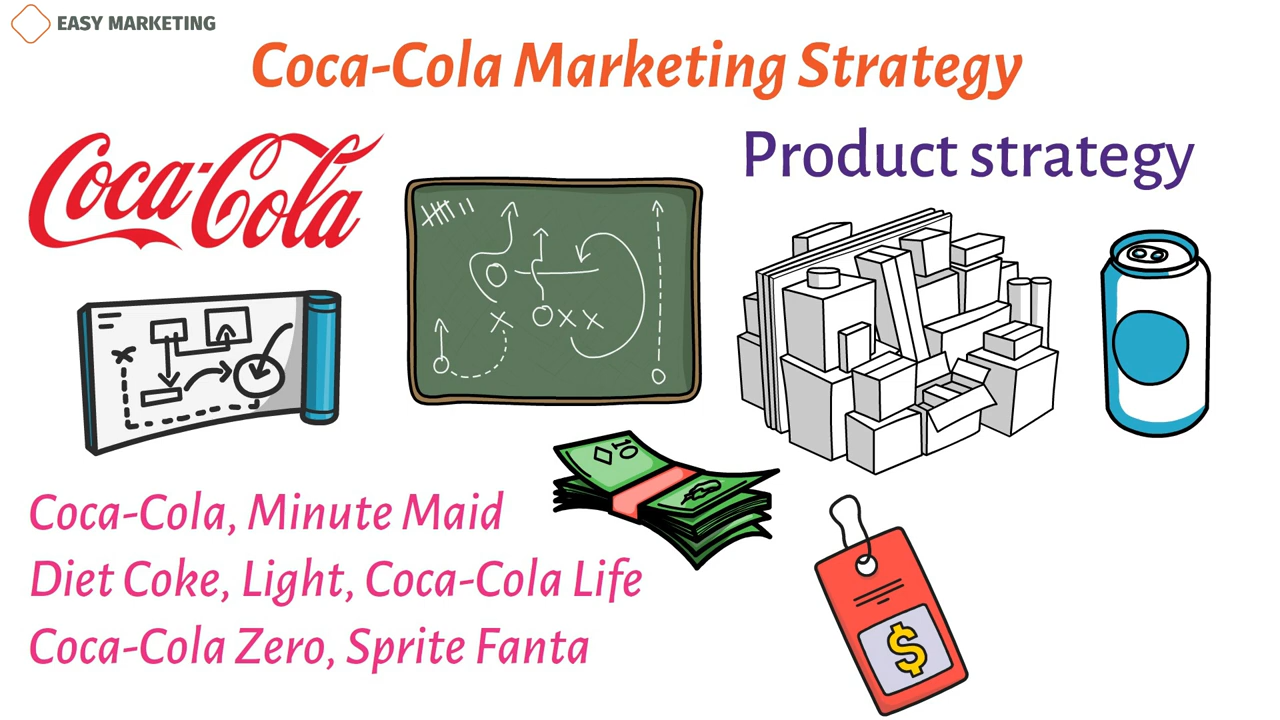 EASY MARKETING
Coca-Cola Marketing Strategy
Coca-Cola
Product strategy
10
Coca-Cola, Minute Maid
Diet Coke, Light, Coca-Cola Life
Coca-Cola Zero, Sprite Fanta
$